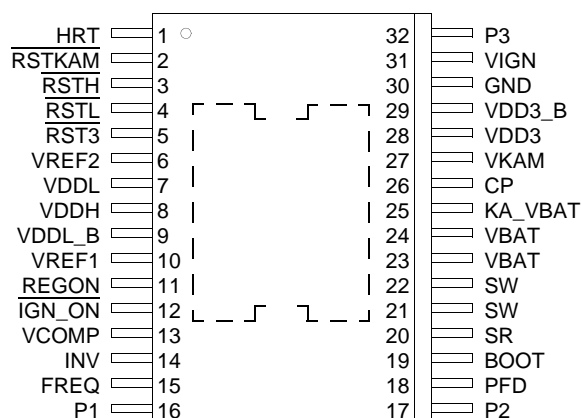 HRT 1 32 P3
RSTKAM 2 31 VIGN
RSTH 3 30 GND
RSTL 4 29 VDD3_B
RST3 5 28 VDD3
VREF2 6 27 VKAM
VDDL 7 26 CP
VDDH 8 25 KA_VBAT
VDDL_B 9 24 VBAT
VREF1 10 23 VBAT
REGON 11 22 SW
IGN_ON 12 21 SW
VCOMP 13 20 SR
INV 14 19 BOOT
FREQ 15 18 PFD
P1 16 17 P2